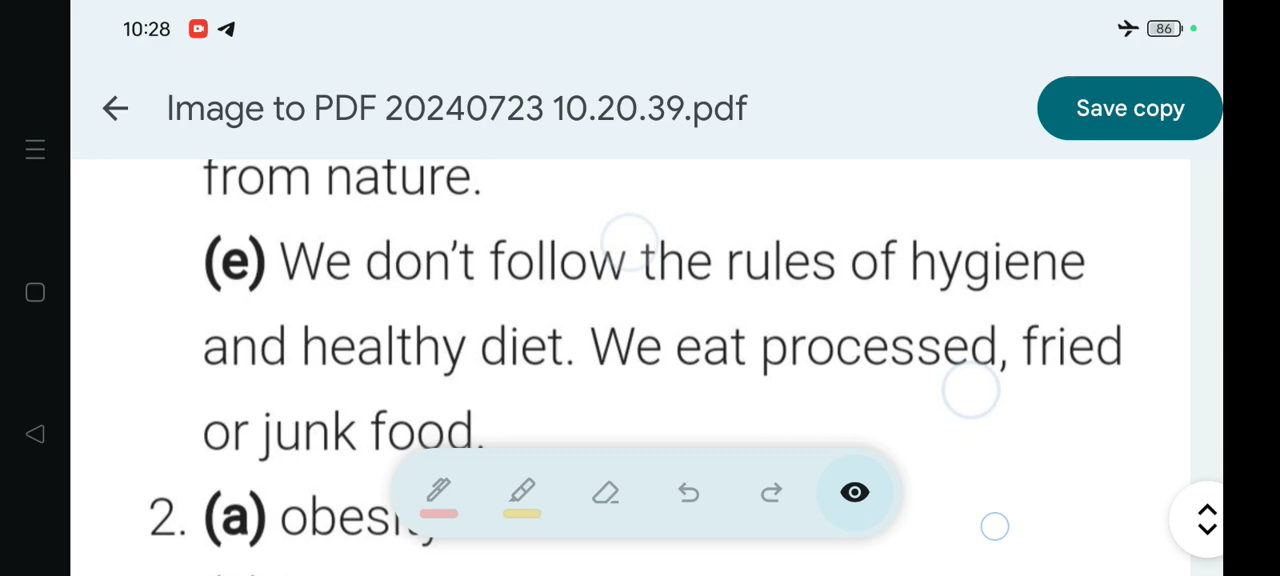 10:28 86
Image to PDF 20240723 10.20.39.pdf Save copy
from nature.
(e) We don't follow the rules of hygiene
and healthy diet. We eat processed, fried
or junk food.
2. (a)